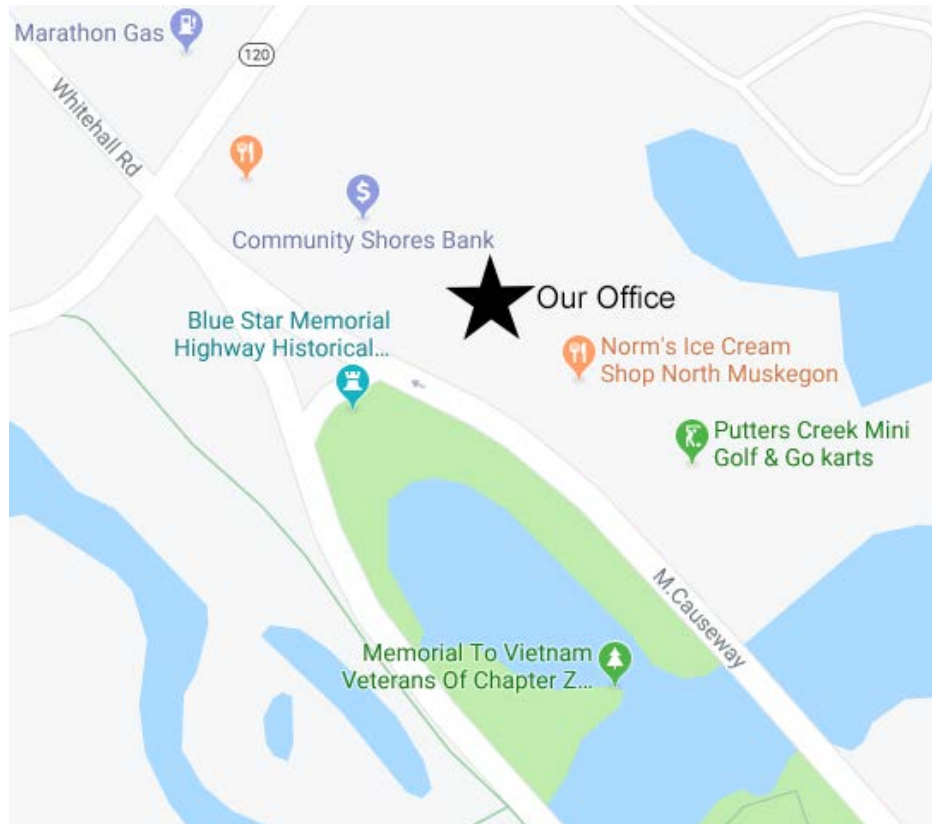 Marathon Gas
120
Whitehall Rd
$
Community Shores Bank
Our Office
Blue Star Memorial
Highway Historical...
Norm's Ice Cream
Shop North Muskegon
Putters Creek Mini
Golf & Go karts
M.Causeway
Memorial To Vietnam
Veterans Of Chapter Z...